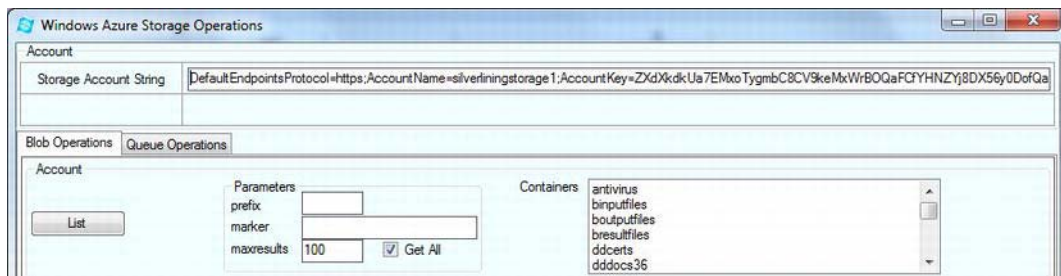 Windows Azure Storage Operations
Account
Storage Account String
DefaultEndpointsProtocol=https;AccountName=silverliningstorage1;AccountKey=ZXdXkdkUa7EMxoTygmbC8CV9keMxWrBOQaFCfYHNZYj8DX56y0DofQa
Blob Operations Queue Operations
Account
List
Parameters
prefix
marker
maxresults 100 Get All
Containers
antivirus
binputfiles
boutputfiles
bresultfiles
ddcerts
dddocs36